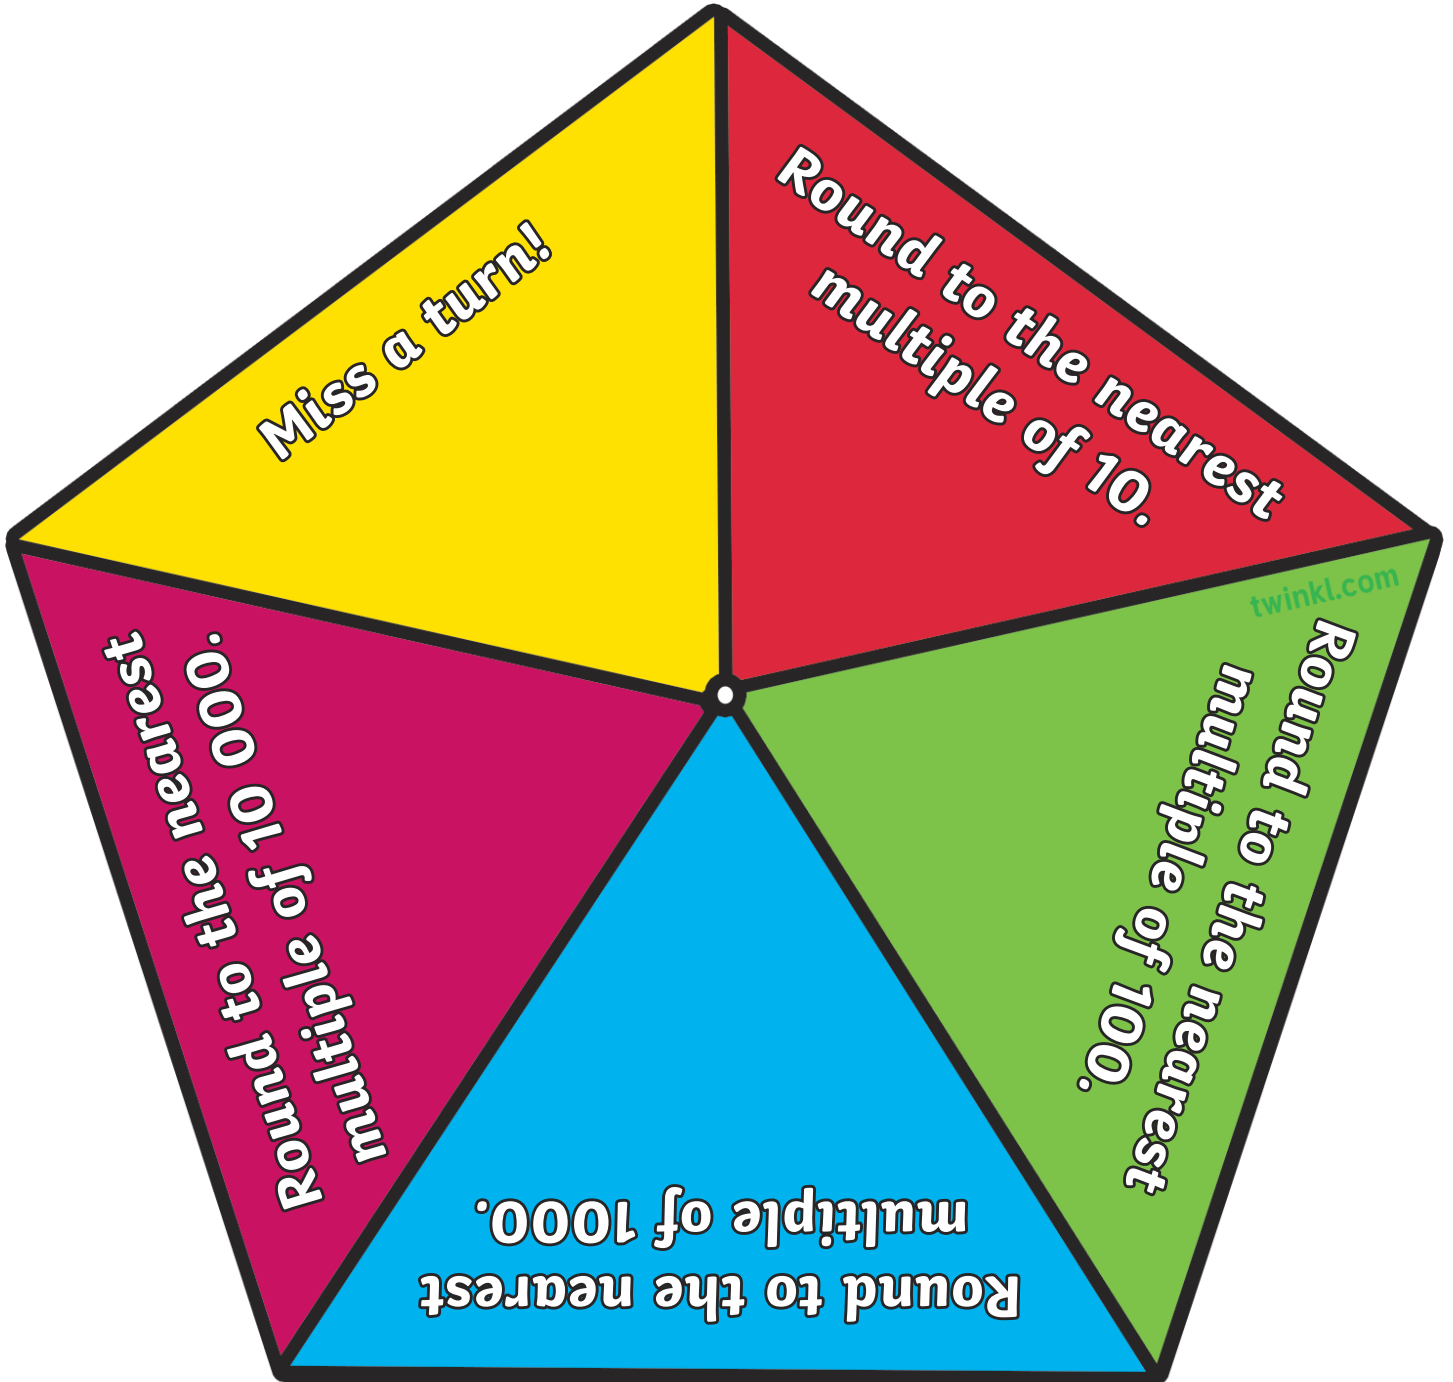 Miss a turn!
Round to the nearest
multiple of 10.
twinkl.com
Round to the nearest
multiple of 100.
Round to the nearest
multiple of 1000.
Round to the nearest
multiple of 10 000.